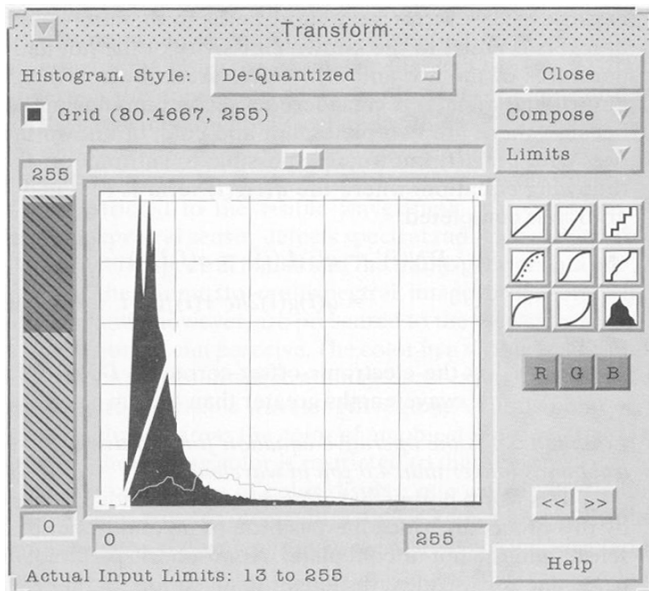 Transform
Histogram Style: De-Quantized
Close
Grid (80.4667, 255)
Compose
Limits
255
R G B
0
<< >>
0 255
Actual Input Limits: 13 to 255
Help